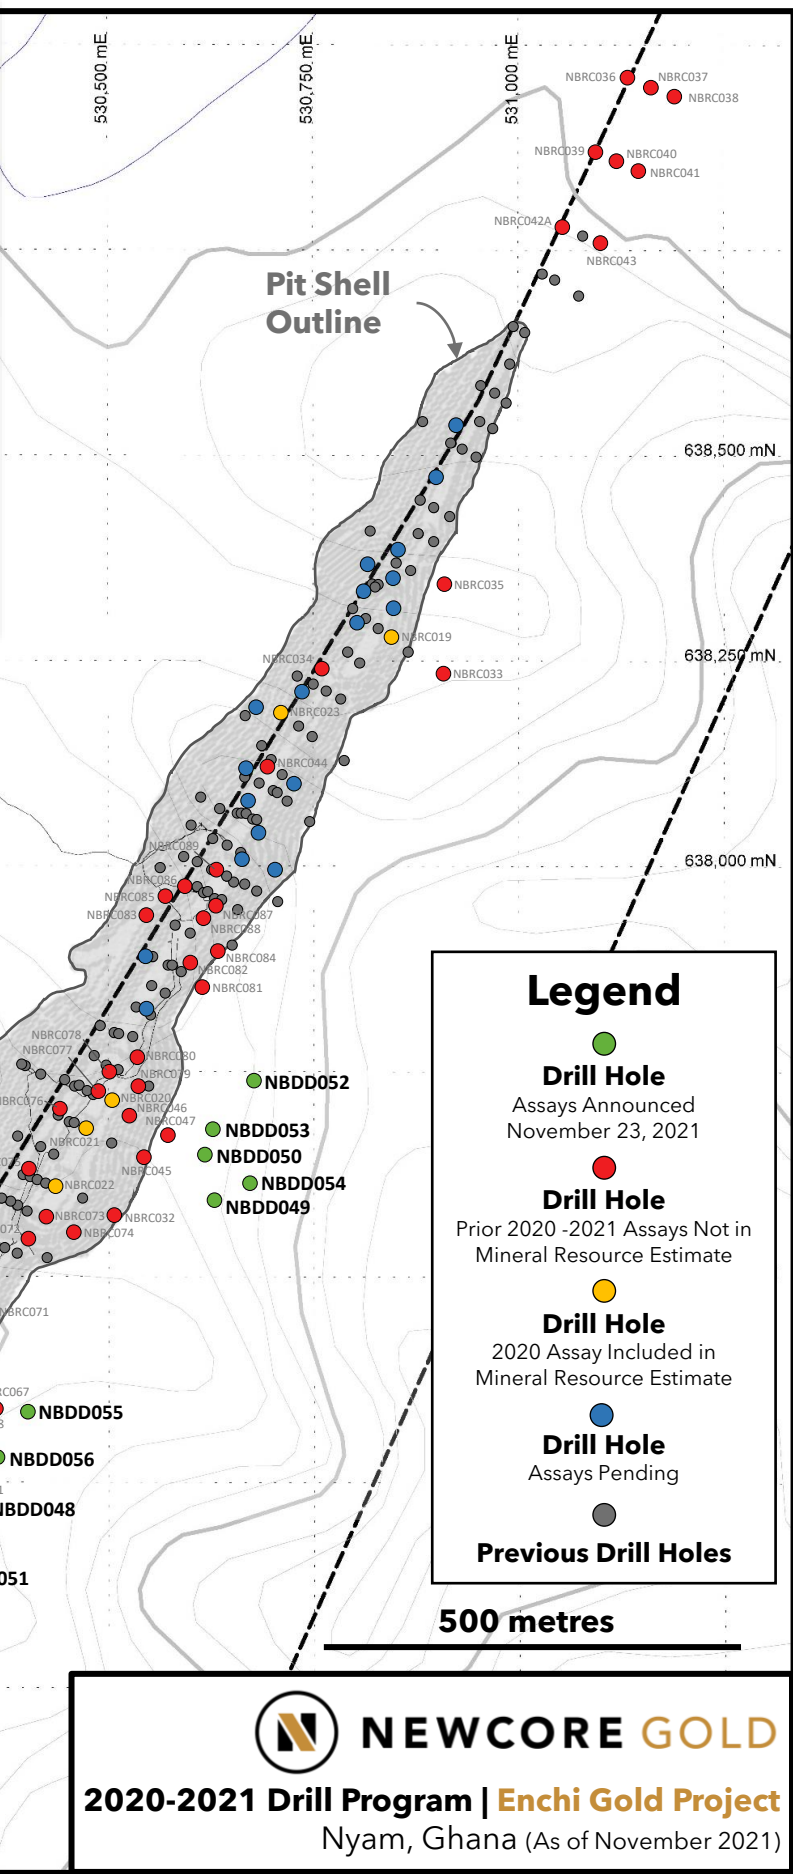 530,500 mE
530,750 mE
531,000 mE
NBRC036
NBRC037
NBRC038
NBRC039
NBRC040
NBRC041
NBRC042A
NBRC043
Pit Shell
Outline
638,500 mN
NBRC035
NBRC019
NBRC034
638,250 mN
NBRC033
NBRC023
NBRC044
NBRC089
638,000 mN
NBRC086
NBRC085
NBRC083
NBRC087
NBRC088
NBRC084
NBRC082
NBRC081
NBRC078
NBRC077
NBRC080
NBRC079
NBDD052
NBRC076
NBRC020
NBRC046
NBRC047
NBDD053
NBRC021
NBDD050
NBRC045
NBRC022
NBDD054
NBDD049
NBRC073
NBRC032
NBRC074
NBRC071
RC067
NBDD055
NBDD056
NBDD048
051
Legend
Drill Hole
Assays Announced
November 23, 2021
Drill Hole
Prior 2020 -2021 Assays Not in
Mineral Resource Estimate
Drill Hole
2020 Assay Included in
Mineral Resource Estimate
Drill Hole
Assays Pending
Previous Drill Holes
500 metres
N NEWCORE GOLD
2020-2021 Drill Program | Enchi Gold Project
Nyam, Ghana (As of November 2021)